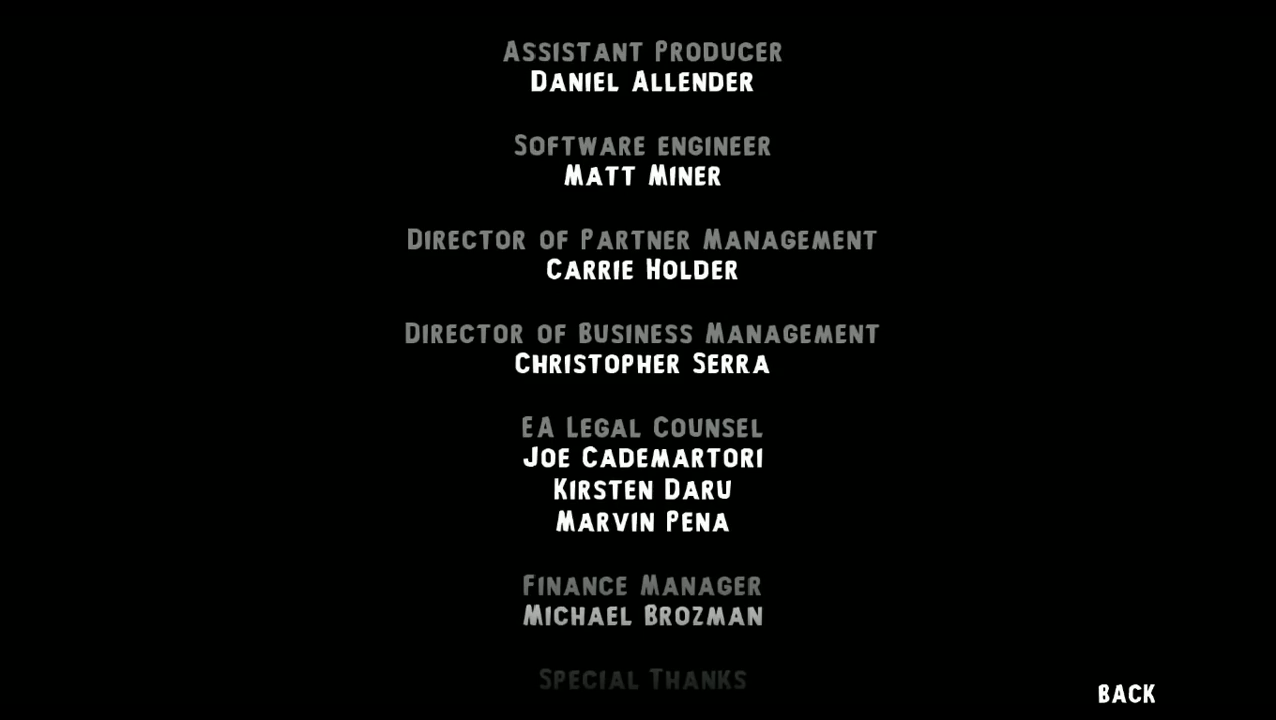 Assistant Producer
Daniel Allender
Software engineer
Matt Miner
Director of Partner Management
Carrie Holder
Director of Business Management
Christopher Serra
EA Legal Counsel
Joe Cademartori
Kirsten Daru
Marvin Pena
Finance Manager
Michael Brozman
Special Thanks
BACK